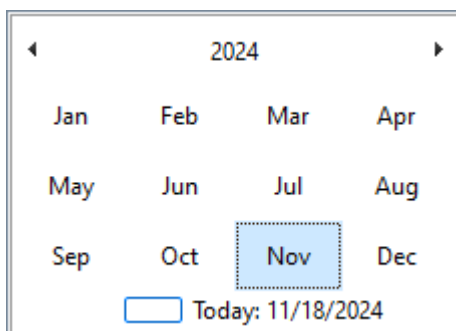 2024
Jan Feb Mar Apr
May Jun Jul Aug
Sep Oct Nov Dec
Today: 11/18/2024